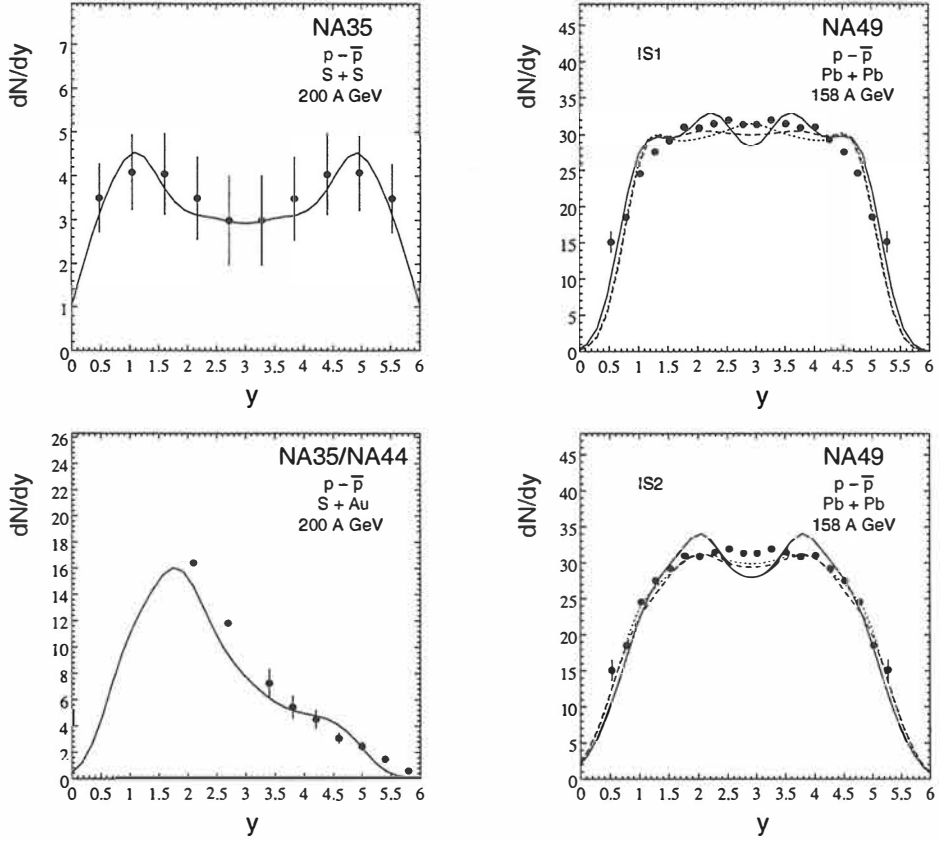 NA35
p – p̅
S + S
200 A GeV
dN/dy
7
6
5
4
3
2
1
0
0 0.5 1 1.5 2 2.5 3 3.5 4 4.5 5 5.5 6
y
NA49
IS1
p – p̅
Pb + Pb
158 A GeV
dN/dy
45
40
35
30
25
20
15
10
5
0
0 0.5 1 1.5 2 2.5 3 3.5 4 4.5 5 5.5 6
y
NA35/NA44
p – p̅
S + Au
200 A GeV
dN/dy
26
24
22
20
18
16
14
12
10
8
6
4
2
0
0 0.5 1 1.5 2 2.5 3 3.5 4 4.5 5 5.5 6
y
NA49
IS2
p – p̅
Pb + Pb
158 A GeV
dN/dy
45
40
35
30
25
20
15
10
5
0
0 0.5 1 1.5 2 2.5 3 3.5 4 4.5 5 5.5 6
y